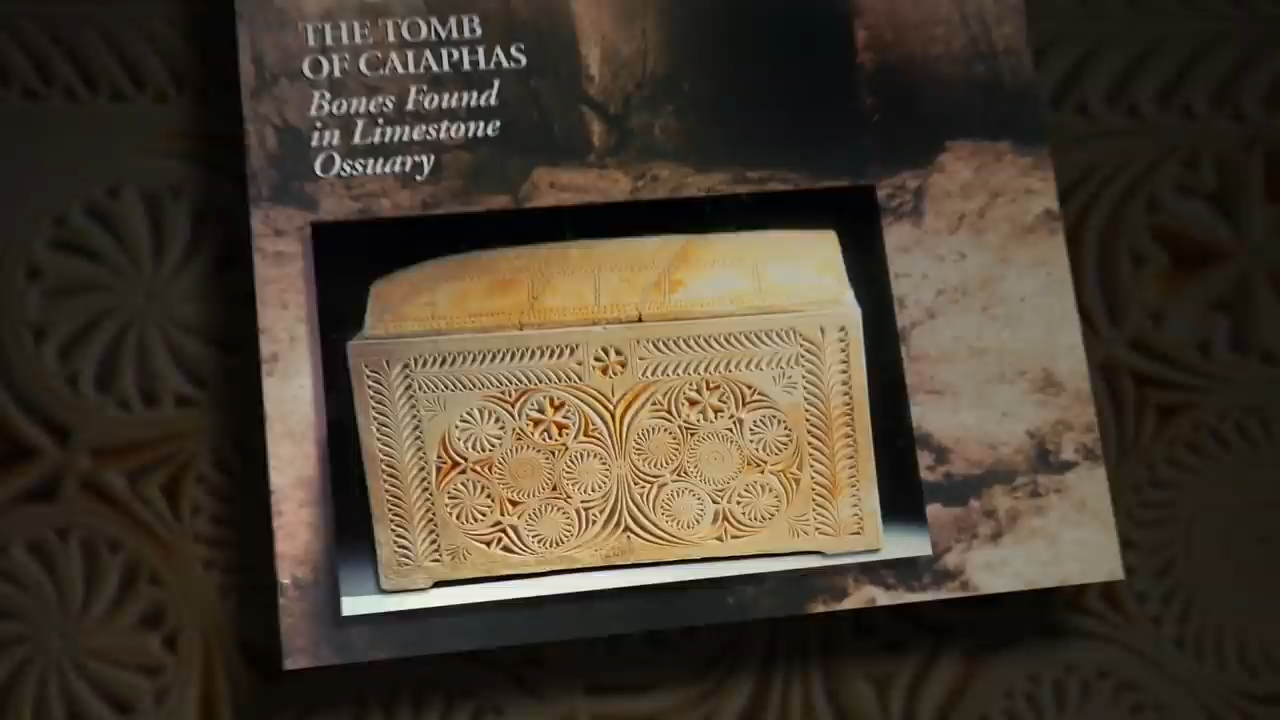 THE TOMB
OF CAIAPHAS
Bones Found
in Limestone
Ossuary